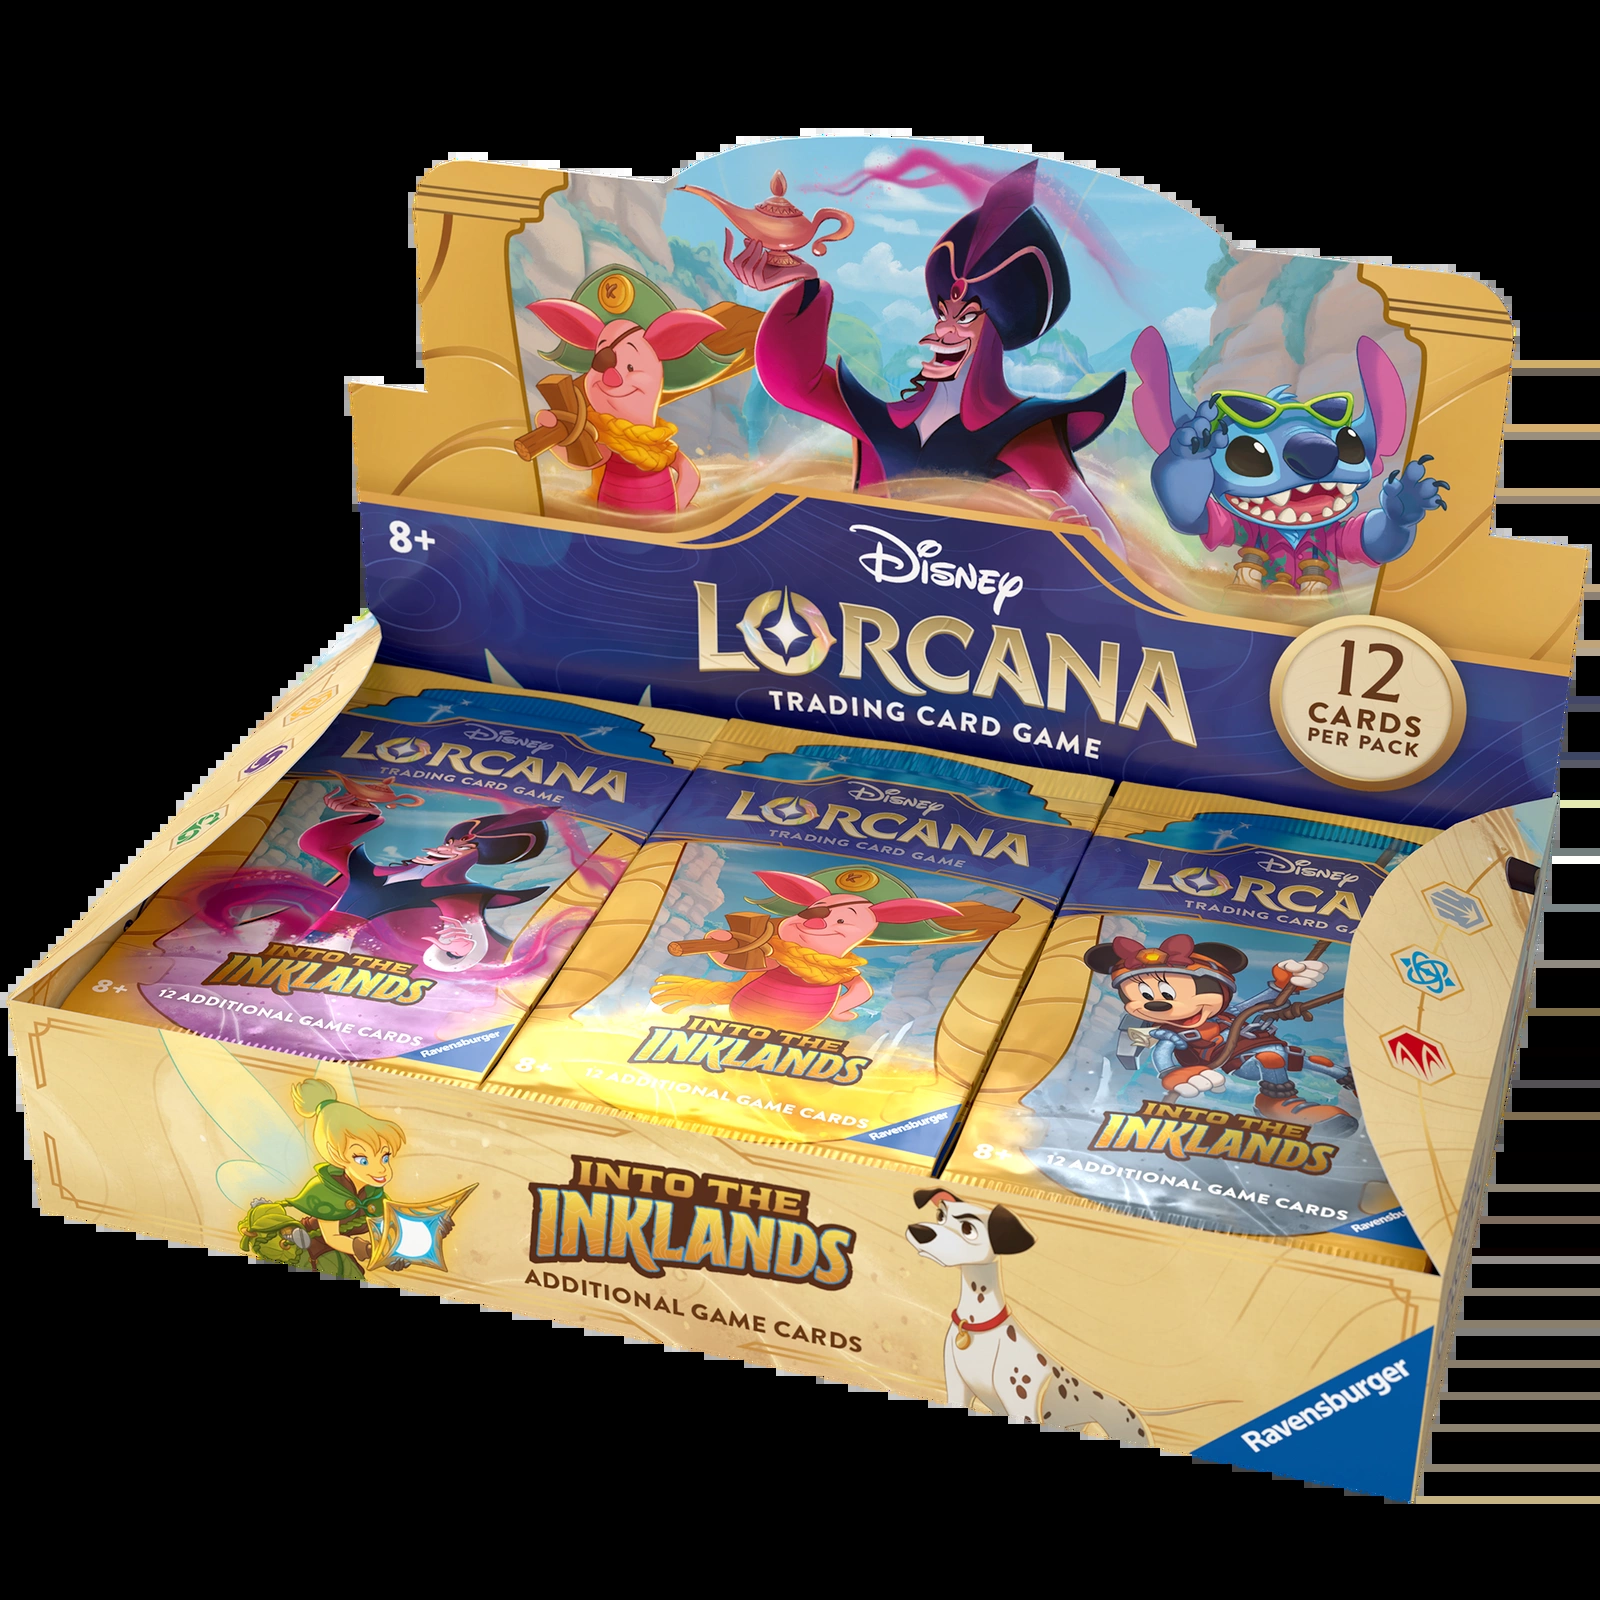 8+
Disney
LORCANA
TRADING CARD GAME
12
CARDS
PER PACK
Disney
LORCANA
TRADING CARD GAME
INTO THE
INKLANDS
8+
12 ADDITIONAL GAME CARDS
Ravensburger
Disney
LORCANA
TRADING CARD GAME
INTO THE
INKLANDS
8+
12 ADDITIONAL GAME CARDS
Ravensburger
Disney
LORCANA
TRADING CARD GA
INTO THE
INKLANDS
8+
12 ADDITIONAL GAME CARDS
Ravensbu
INTO THE
INKLANDS
ADDITIONAL GAME CARDS
Ravensburger